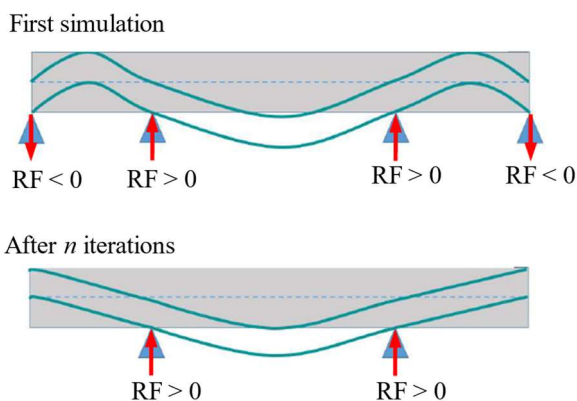 First simulation
RF < 0 RF > 0 RF > 0 RF < 0
After n iterations
RF > 0 RF > 0